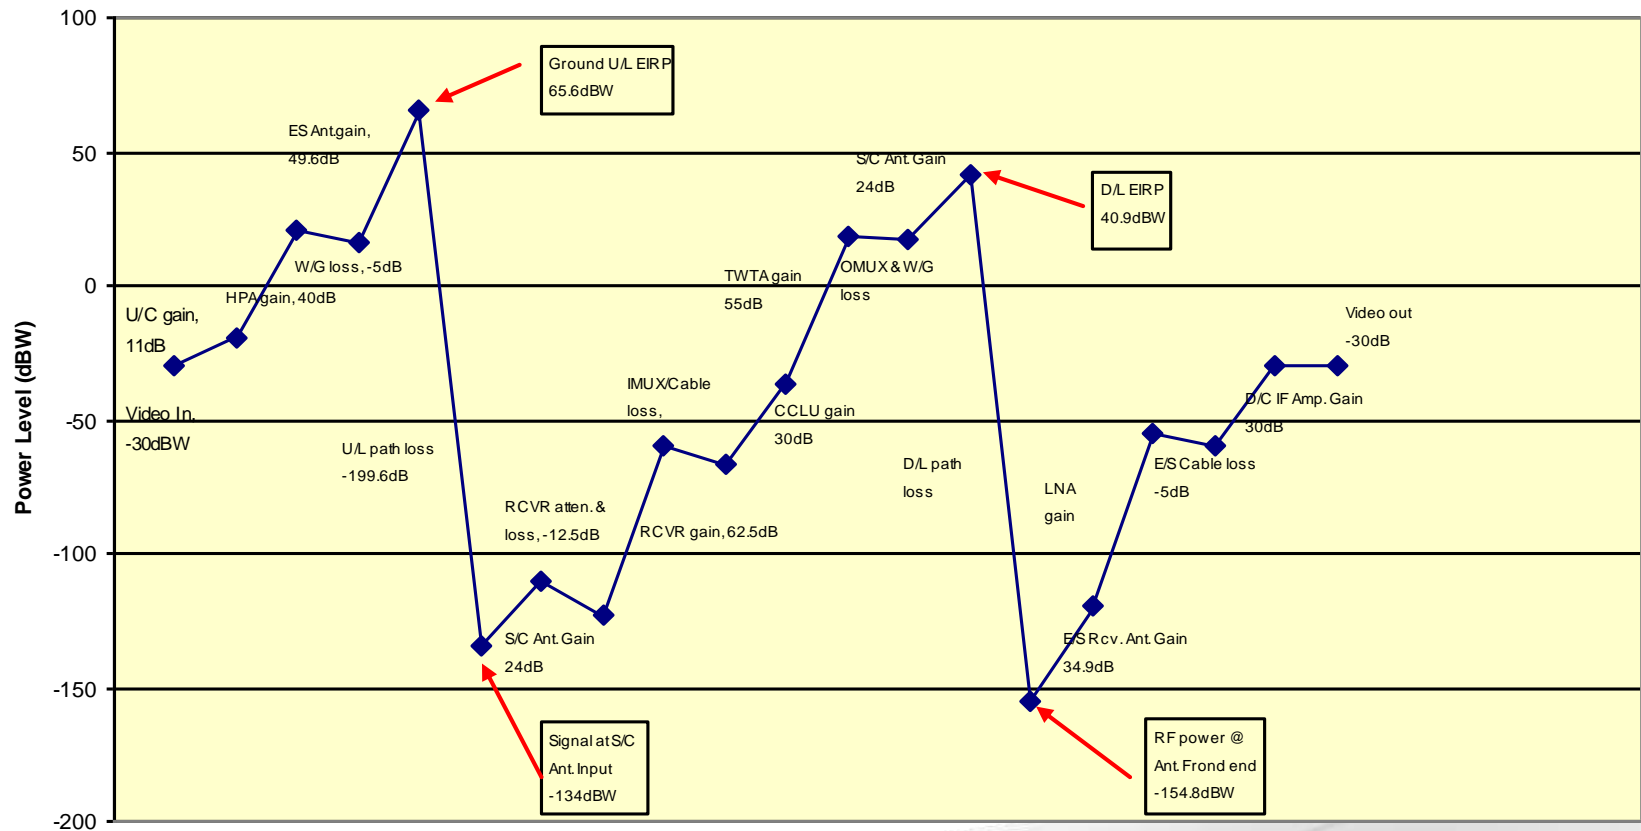 100
50
0
-50
-100
-150
-200
Power Level (dBW)
Ground U/L EIRP
65.6dBW
ES Ant.gain,
49.6dB
W/G loss, -5dB
HPA gain, 40dB
U/C gain,
11dB
Video In,
-30dBW
U/L path loss
-199.6dB
RCVR atten. &
loss, -12.5dB
S/C Ant. Gain
24dB
Signal at S/C
Ant. Input
-134dBW
IMUX/Cable
loss,
RCVR gain, 62.5dB
TWTA gain
55dB
CCLU gain
30dB
OMUX & W/G
loss
S/C Ant. Gain
24dB
D/L EIRP
40.9dBW
D/L path
loss
LNA
gain
E/S Rcv. Ant. Gain
34.9dB
RF power @
Ant. Frond end
-154.8dBW
E/S Cable loss
-5dB
D/C IF Amp. Gain
30dB
Video out
-30dB